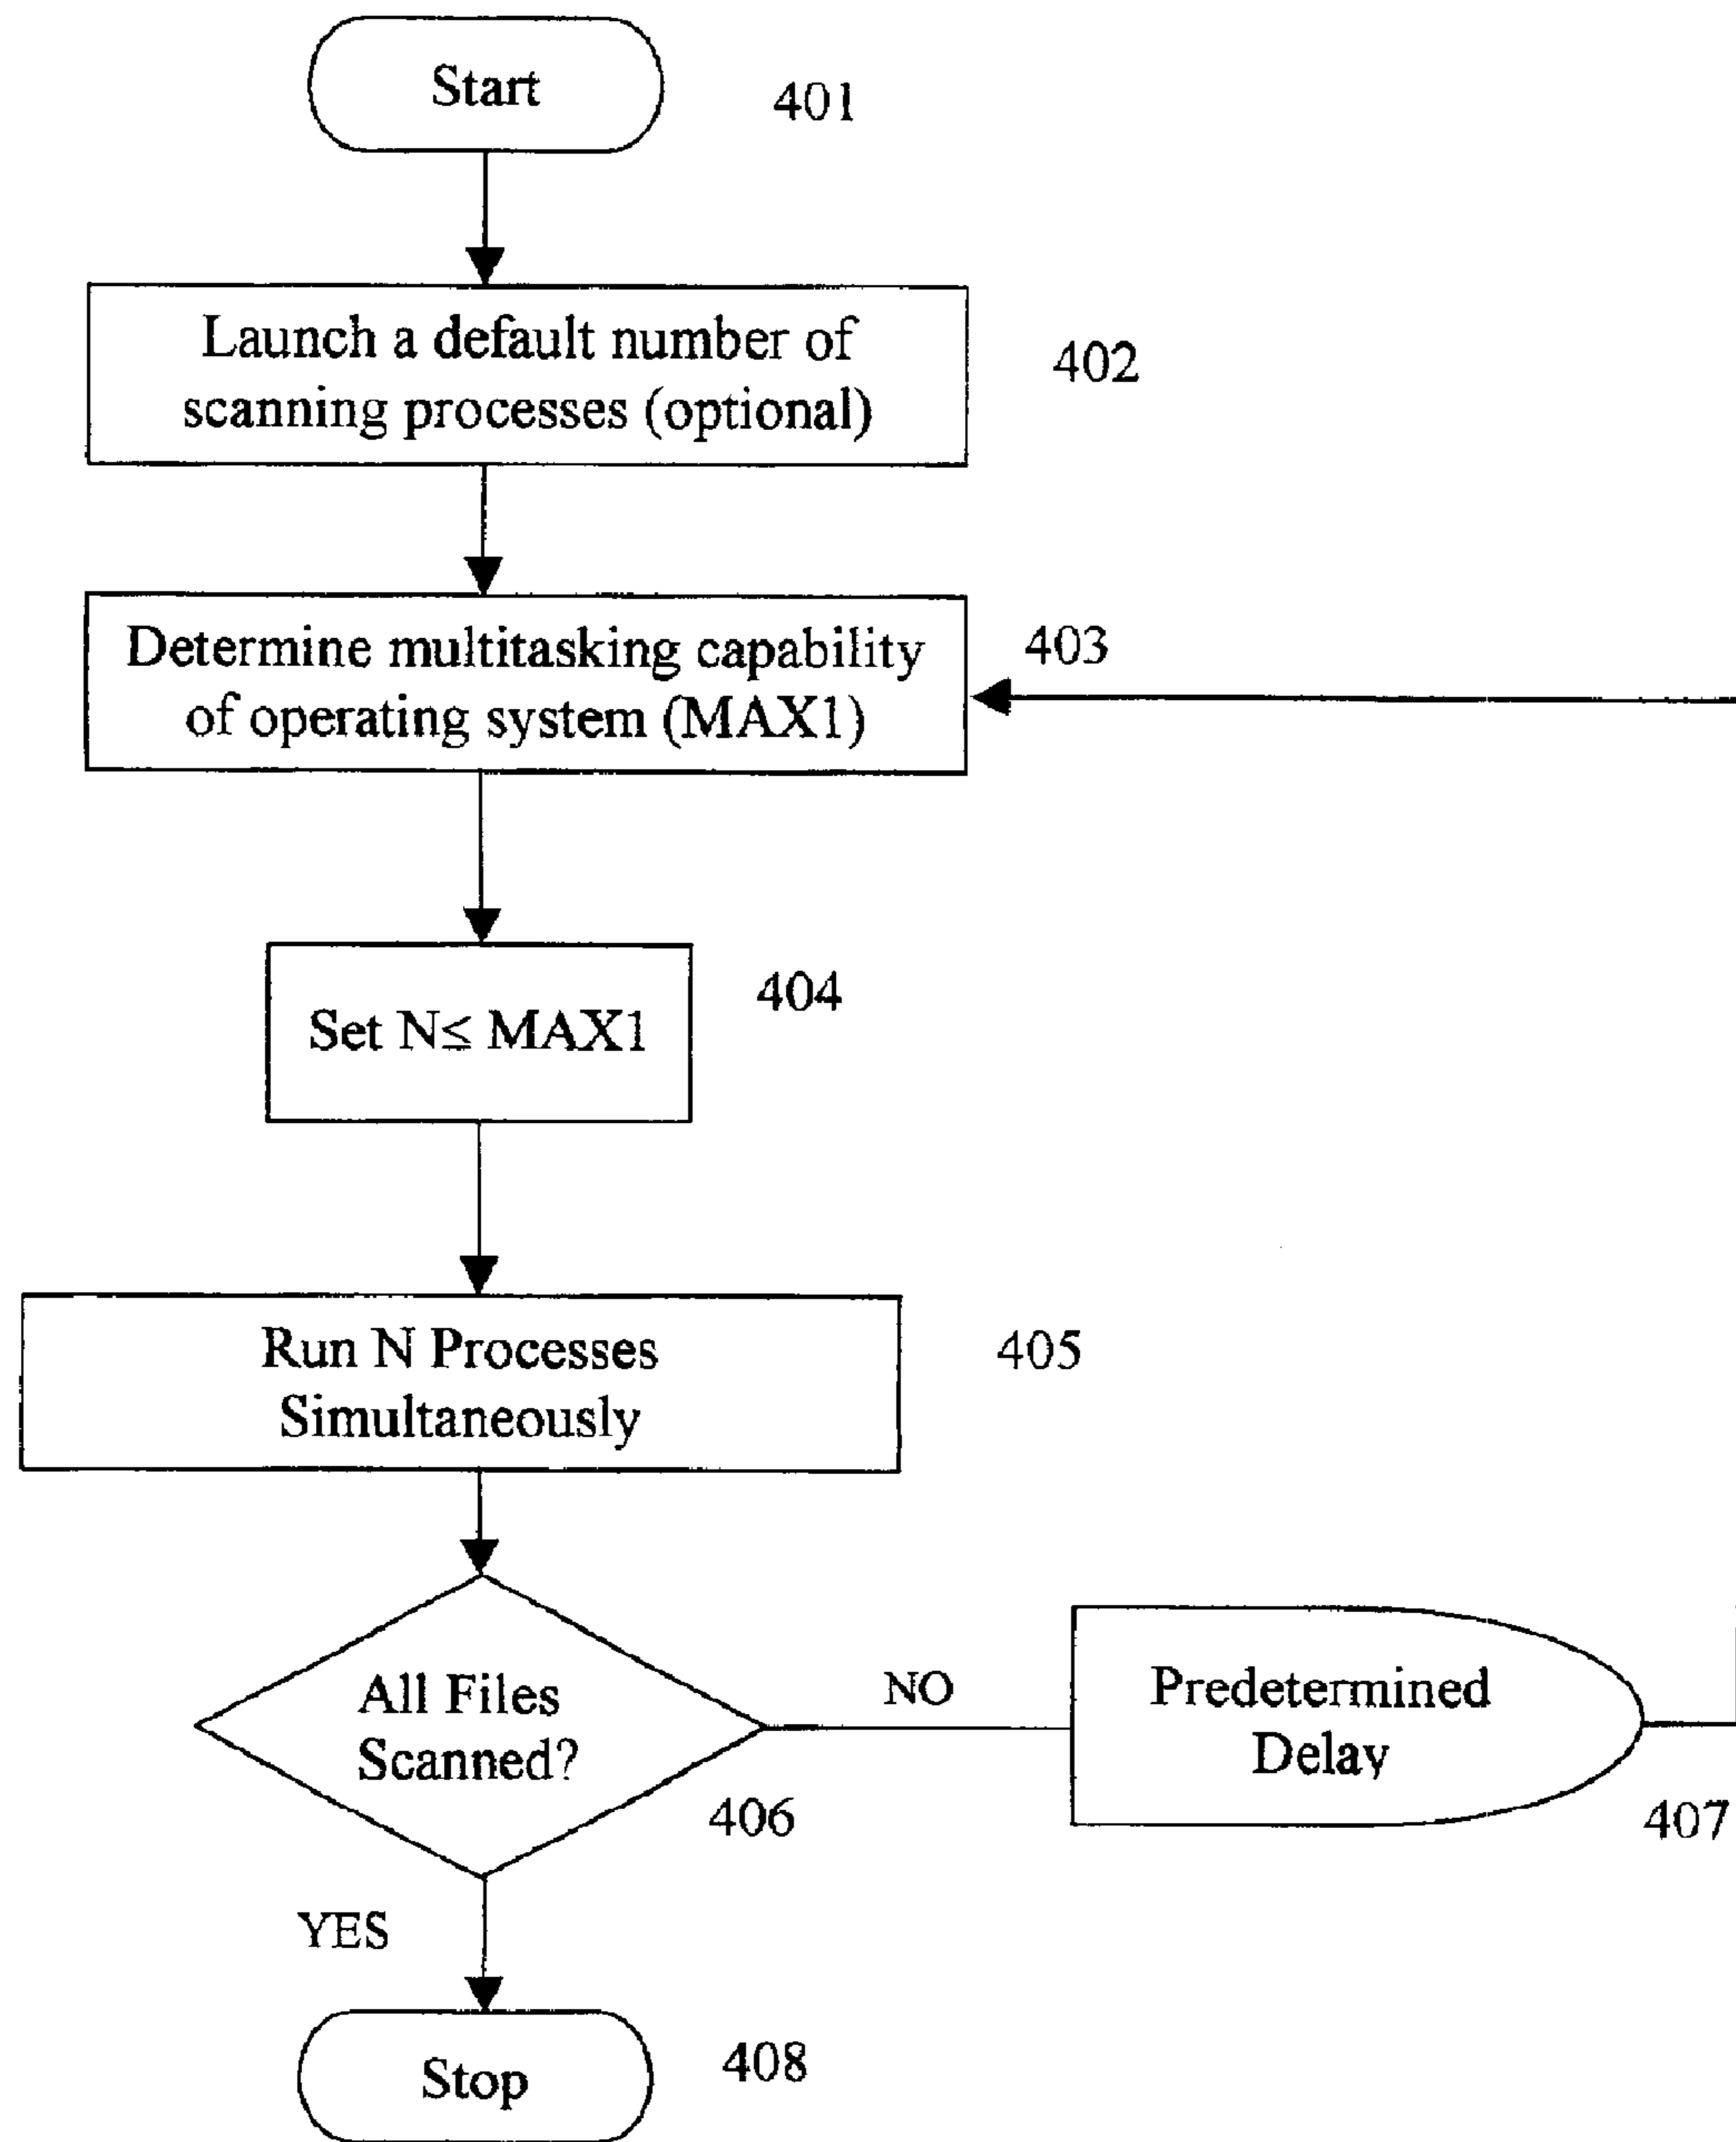 Start
401
Launch a default number of
scanning processes (optional)
402
Determine multitasking capability
of operating system (MAX1)
403
Set N≤ MAX1
404
Run N Processes
Simultaneously
405
All Files
Scanned?
406
NO
Predetermined
Delay
407
YES
Stop
408